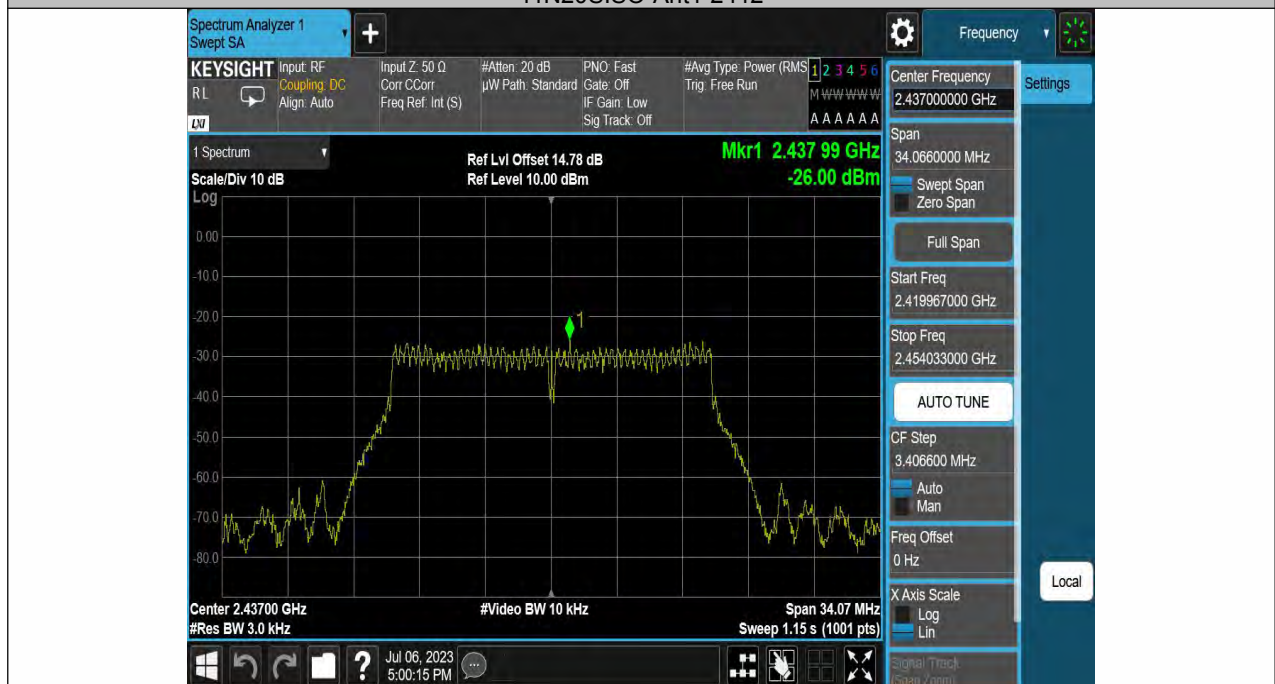 Spectrum Analyzer 1
Swept SA
+
Frequency
KEYSIGHT
RL
LXI
Input: RF
Coupling: DC
Align: Auto
Input Z: 50 Ω
Corr CCorr
Freq Ref: Int (S)
#Atten: 20 dB
µW Path: Standard
PNO: Fast
Gate: Off
IF Gain: Low
Sig Track: Off
#Avg Type: Power (RMS
Trig: Free Run
1 2 3 4 5 6
M W W W W W
A A A A A A
1 Spectrum
Scale/Div 10 dB
Ref Lvl Offset 14.78 dB
Ref Level 10.00 dBm
Mkr1 2.437 99 GHz
-26.00 dBm
Log
0.00
-10.0
-20.0
-30.0
-40.0
-50.0
-60.0
-70.0
-80.0
1
Center 2.43700 GHz
#Res BW 3.0 kHz
#Video BW 10 kHz
Span 34.07 MHz
Sweep 1.15 s (1001 pts)
Center Frequency
2.437000000 GHz
Settings
Span
34.0660000 MHz
Swept Span
Zero Span
Full Span
Start Freq
2.419967000 GHz
Stop Freq
2.454033000 GHz
AUTO TUNE
CF Step
3.406600 MHz
Auto
Man
Freq Offset
0 Hz
X Axis Scale
Log
Lin
Local
Signal Track
(Span Zoom)
?
Jul 06, 2023
5:00:15 PM